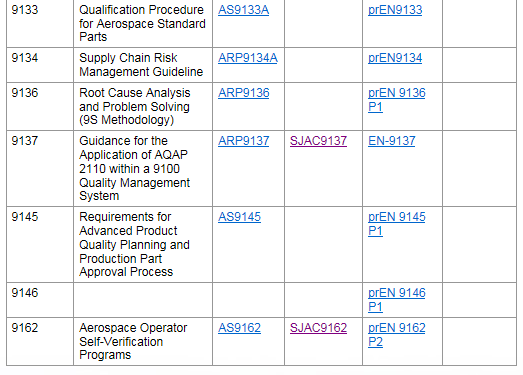 9133 Qualification Procedure AS9133A prEN9133
for Aerospace Standard
Parts
9134 Supply Chain Risk ARP9134A prEN9134
Management Guideline
9136 Root Cause Analysis ARP9136 prEN 9136
and Problem Solving P1
(9S Methodology)
9137 Guidance for the ARP9137 SJAC9137 EN-9137
Application of AQAP
2110 within a 9100
Quality Management
System
9145 Requirements for AS9145 prEN 9145
Advanced Product P1
Quality Planning and
Production Part
Approval Process
9146 prEN 9146
P1
9162 Aerospace Operator AS9162 SJAC9162 prEN 9162
Self-Verification P2
Programs